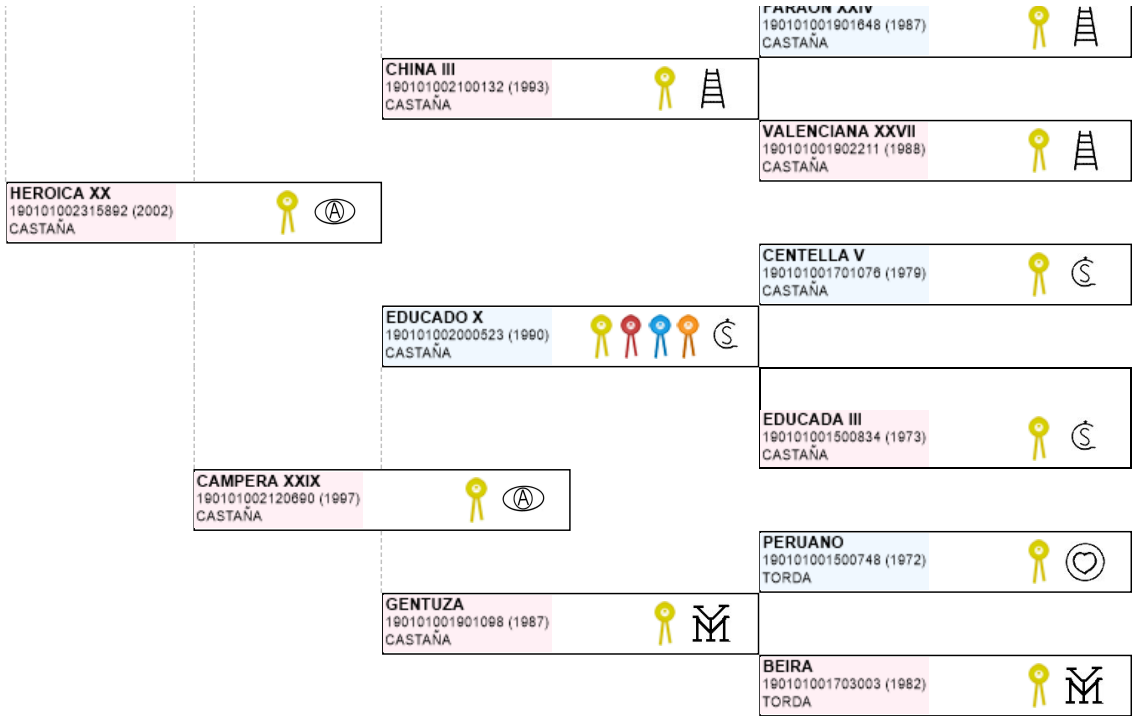 FARAON XXIV
190101001901648 (1987)
CASTAÑA
CHINA III
190101002100132 (1993)
CASTAÑA
VALENCIANA XXVII
190101001902211 (1988)
CASTAÑA
HEROICA XX
190101002315892 (2002)
CASTAÑA
CENTELLA V
190101001701076 (1979)
CASTAÑA
EDUCADO X
190101002000523 (1990)
CASTAÑA
EDUCADA III
190101001500834 (1973)
CASTAÑA
CAMPERA XXIX
190101002120690 (1997)
CASTAÑA
PERUANO
190101001500748 (1972)
TORDA
GENTUZA
190101001901098 (1987)
CASTAÑA
BEIRA
190101001703003 (1982)
TORDA